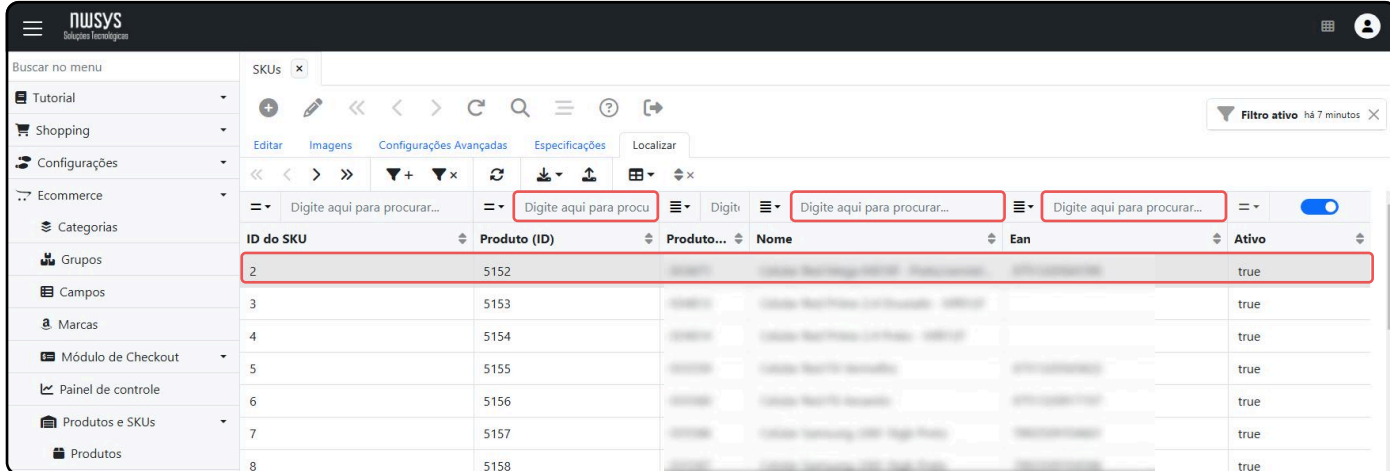 nwsys
Soluções Tecnológicas
Buscar no menu
SKUs ×
Tutorial
Filtro ativo há 7 minutos
Shopping
Editar Imagens Configurações Avançadas Especificações Localizar
Configurações
Ecommerce
Digite aqui para procurar... Digite aqui para procu Digite Digite aqui para procurar... Digite aqui para procurar...
Categorias
ID do SKU Produto (ID) Produto... Nome Ean Ativo
Grupos
2 5152 true
Campos
3 5153 true
Marcas
4 5154 true
Módulo de Checkout
5 5155 true
Painel de controle
6 5156 true
Produtos e SKUs
7 5157 true
Produtos
8 5158 true